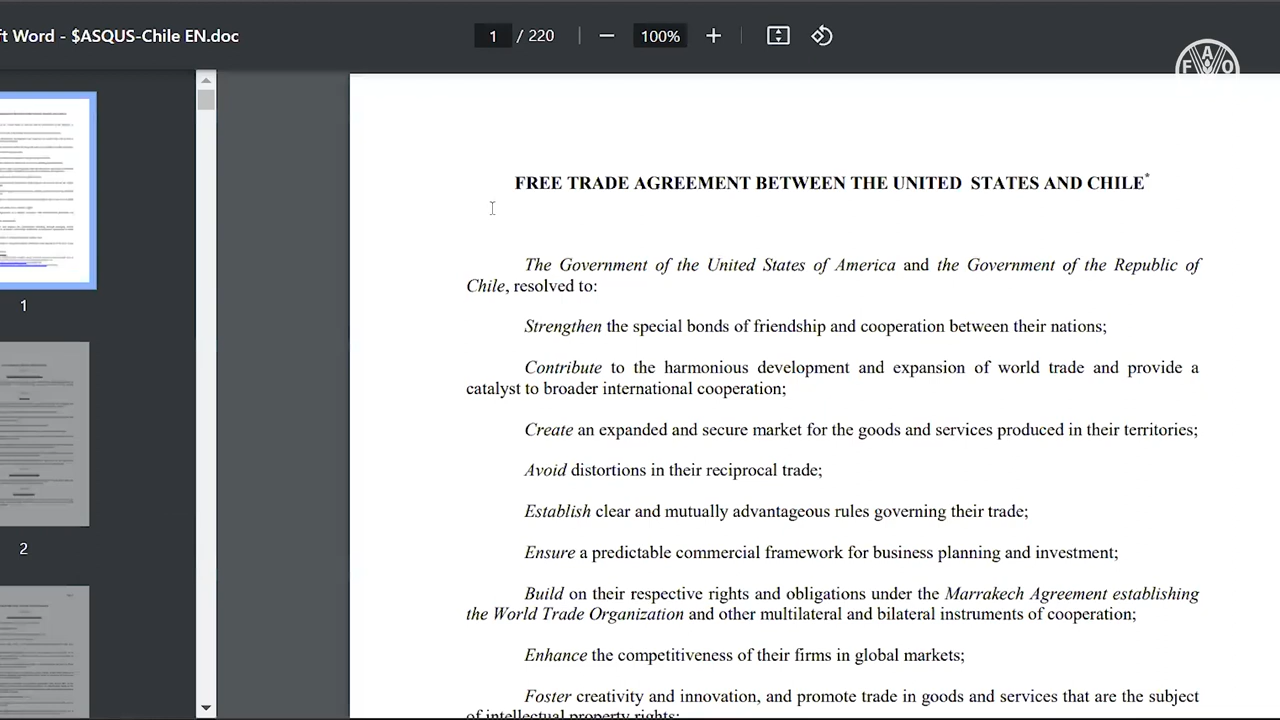 ft Word - $ASQUS-Chile EN.doc
1 / 220
100%
FAO
FREE TRADE AGREEMENT BETWEEN THE UNITED STATES AND CHILE*
The Government of the United States of America and the Government of the Republic of
Chile, resolved to:
Strengthen the special bonds of friendship and cooperation between their nations;
Contribute to the harmonious development and expansion of world trade and provide a
catalyst to broader international cooperation;
Create an expanded and secure market for the goods and services produced in their territories;
Avoid distortions in their reciprocal trade;
Establish clear and mutually advantageous rules governing their trade;
Ensure a predictable commercial framework for business planning and investment;
Build on their respective rights and obligations under the Marrakech Agreement establishing
the World Trade Organization and other multilateral and bilateral instruments of cooperation;
Enhance the competitiveness of their firms in global markets;
Foster creativity and innovation, and promote trade in goods and services that are the subject
of intellectual property rights;
1
2